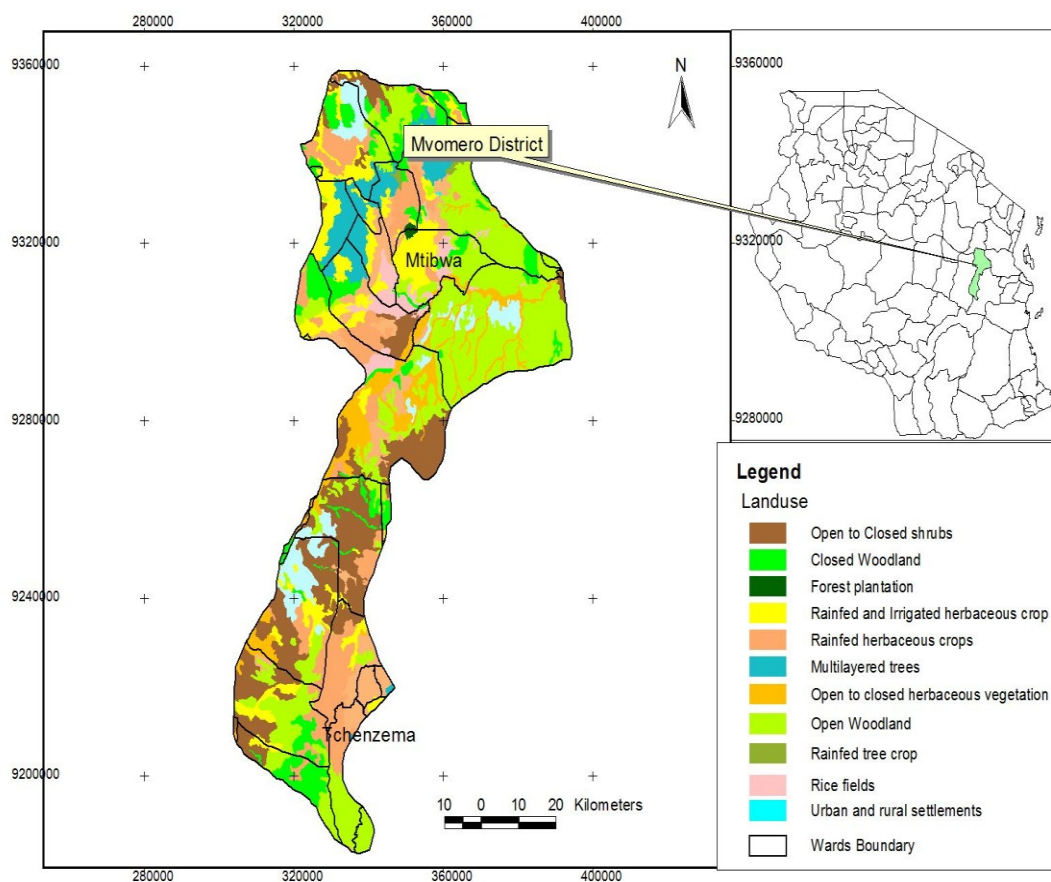 280000 320000 360000 400000
9360000 9360000
N
Mvomero District
9320000 9320000
Mtibwa
9280000 9280000
9240000
Tchenzema
9200000
10 0 10 20 Kilometers
280000 320000 360000 400000
Legend
Landuse
Open to Closed shrubs
Closed Woodland
Forest plantation
Rainfed and Irrigated herbaceous crop
Rainfed herbaceous crops
Multilayered trees
Open to closed herbaceous vegetation
Open Woodland
Rainfed tree crop
Rice fields
Urban and rural settlements
Wards Boundary